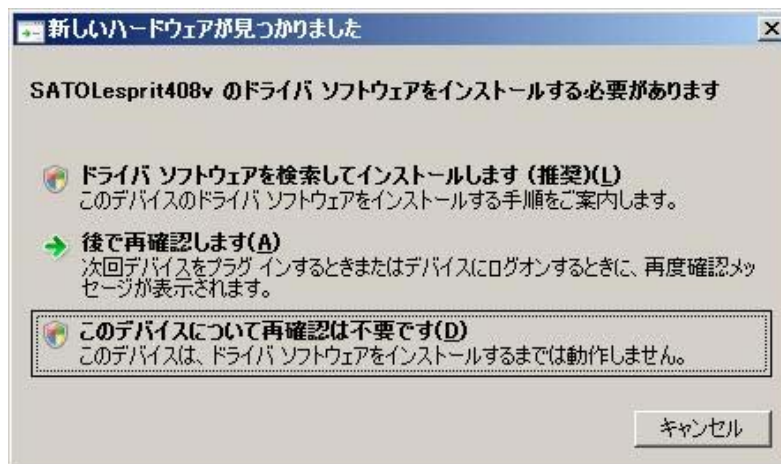 新しいハードウェアが見つかりました
SATOLesprit408v のドライバ ソフトウェアをインストールする必要があります
ドライバ ソフトウェアを検索してインストールします (推奨)(L)
このデバイスのドライバ ソフトウェアをインストールする手順をご案内します。
後で再確認します(A)
次回デバイスをプラグ インするときまたはデバイスにログオンするときに、再度確認メッ
セージが表示されます。
このデバイスについて再確認は不要です(D)
このデバイスは、ドライバ ソフトウェアをインストールするまでは動作しません。
キャンセル